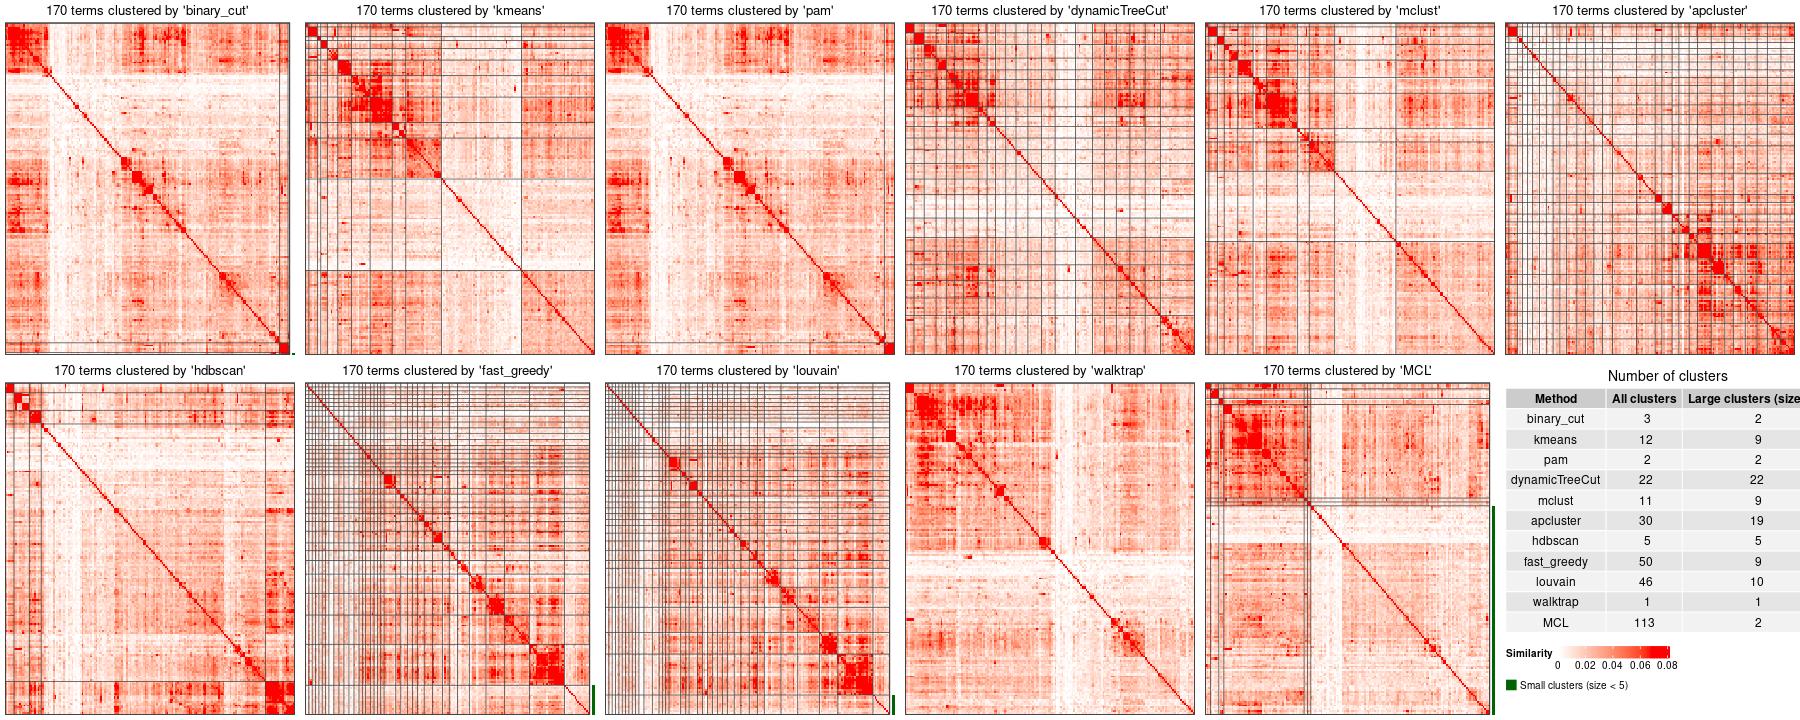 170 terms clustered by 'binary_cut'
170 terms clustered by 'kmeans'
170 terms clustered by 'pam'
170 terms clustered by 'dynamicTreeCut'
170 terms clustered by 'mclust'
170 terms clustered by 'apcluster'
170 terms clustered by 'hdbscan'
170 terms clustered by 'fast_greedy'
170 terms clustered by 'louvain'
170 terms clustered by 'walktrap'
170 terms clustered by 'MCL'
Number of clusters
Method All clusters Large clusters (size
binary_cut 3 2
kmeans 12 9
pam 2 2
dynamicTreeCut 22 22
mclust 11 9
apcluster 30 19
hdbscan 5 5
fast_greedy 50 9
louvain 46 10
walktrap 1 1
MCL 113 2
Similarity
0 0.02 0.04 0.06 0.08
Small clusters (size < 5)